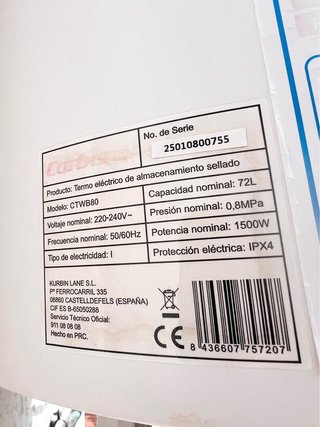 No. de Serie
25010800755
Producto: Termo eléctrico de almacenamiento sellado
Modelo: CTWB80
Capacidad nominal: 72L
Voltaje nominal: 220-240V~
Presión nominal: 0,8MPa
Frecuencia nominal: 50/60Hz
Potencia nominal: 1500W
Tipo de electricidad: I
Protección eléctrica: IPX4
KURBIN LANE S.L.
Pº FERROCARRIL 335
08860 CASTELLDEFELS (ESPAÑA)
CIF ES B-65050288
Servicio Técnico Oficial:
911 08 08 08
Hecho en PRC.
CE
8 436607 757207